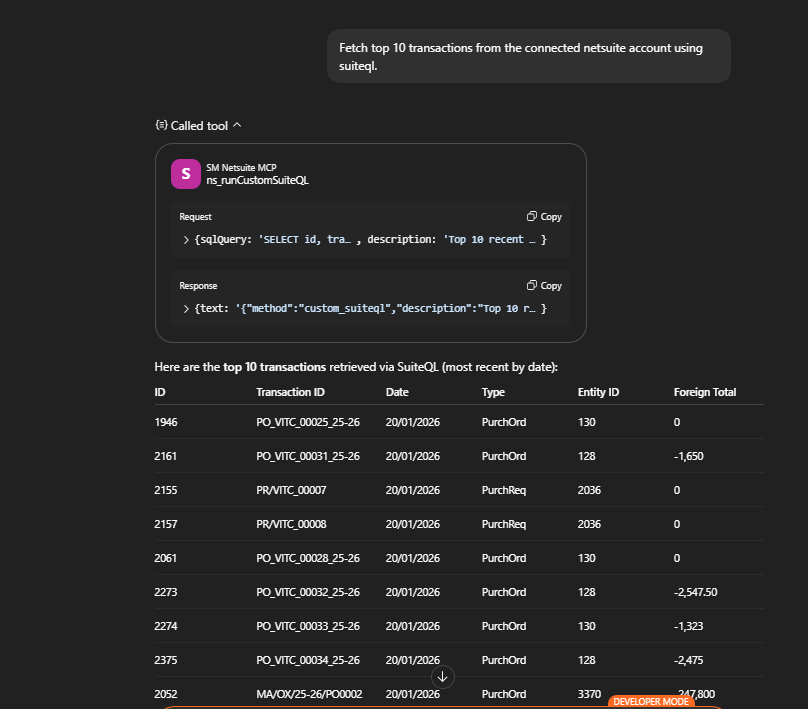 Fetch top 10 transactions from the connected netsuite account using
suiteql.
Called tool
S
SM Netsuite MCP
ns_runCustomSuiteQL
Request
Copy
{sqlQuery: 'SELECT id, tra… , description: 'Top 10 recent … }
Response
Copy
{text: '{"method":"custom_suiteql","description":"Top 10 r… }
Here are the top 10 transactions retrieved via SuiteQL (most recent by date):
ID Transaction ID Date Type Entity ID Foreign Total
1946 PO_VITC_00025_25-26 20/01/2026 PurchOrd 130 0
2161 PO_VITC_00031_25-26 20/01/2026 PurchOrd 128 -1,650
2155 PR/VITC_00007 20/01/2026 PurchReq 2036 0
2157 PR/VITC_00008 20/01/2026 PurchReq 2036 0
2061 PO_VITC_00028_25-26 20/01/2026 PurchOrd 130 0
2273 PO_VITC_00032_25-26 20/01/2026 PurchOrd 128 -2,547.50
2274 PO_VITC_00033_25-26 20/01/2026 PurchOrd 130 -1,323
2375 PO_VITC_00034_25-26 20/01/2026 PurchOrd 128 -2,475
2052 MA/OX/25-26/PO0002 20/01/2026 PurchOrd 3370 -247,800
DEVELOPER MODE